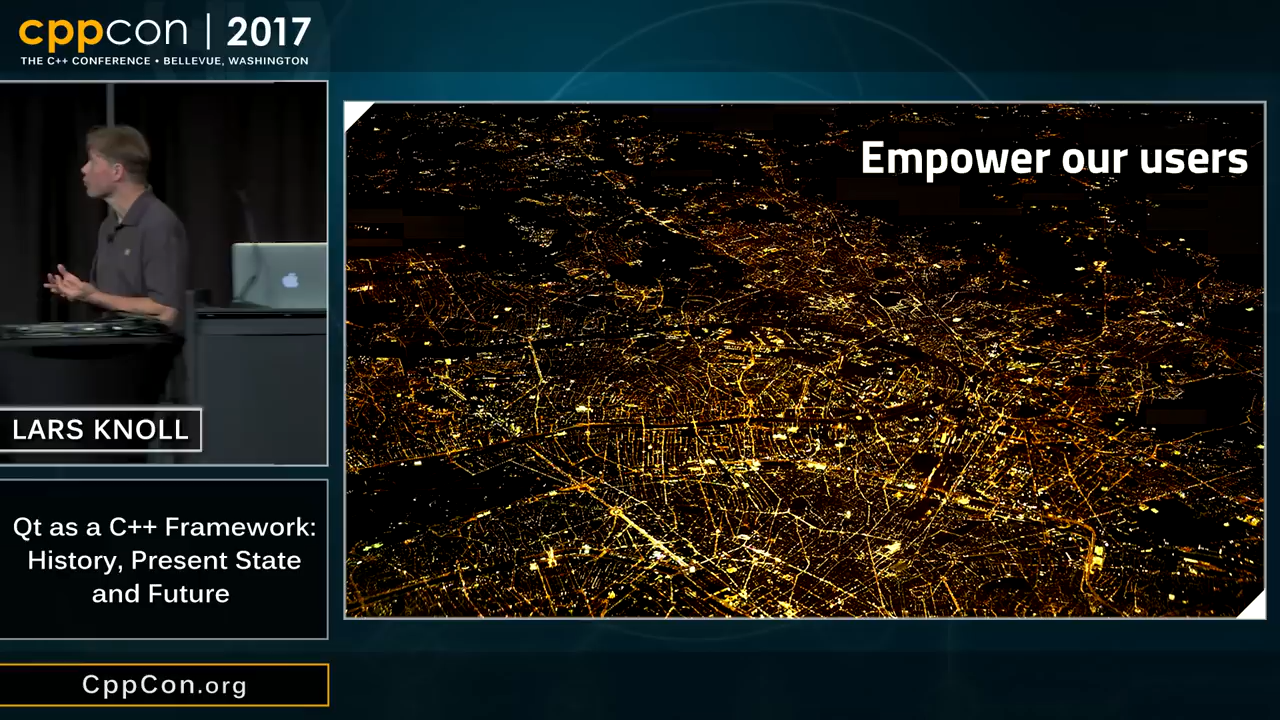 cppcon | 2017
THE C++ CONFERENCE • BELLEVUE, WASHINGTON
Empower our users
LARS KNOLL
Qt as a C++ Framework:
History, Present State
and Future
CppCon.org